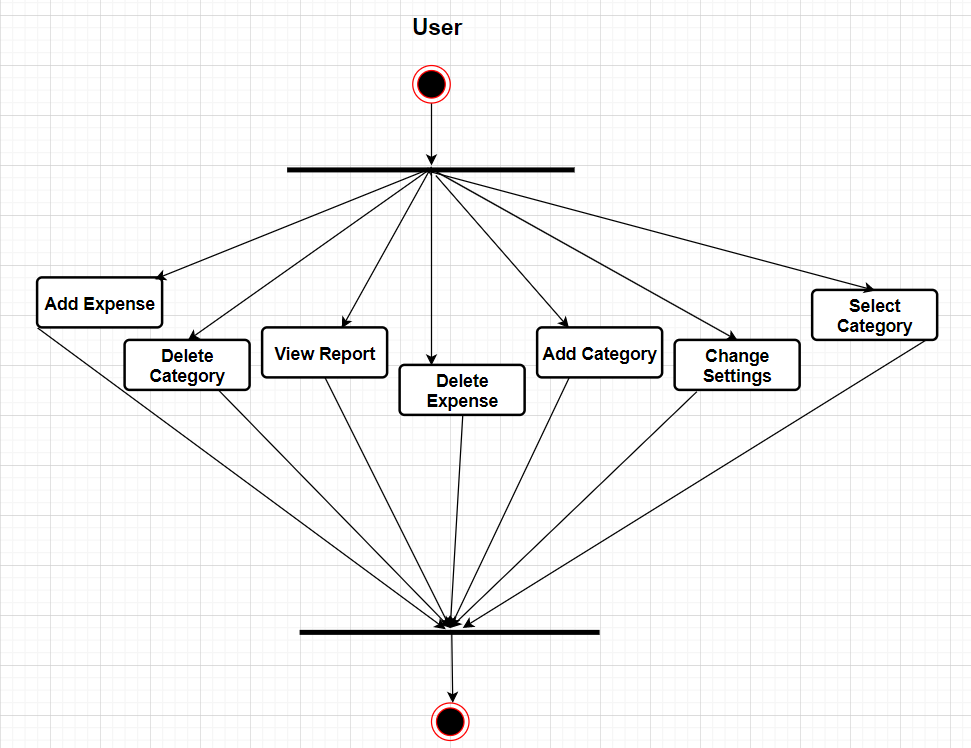 User
Add Expense
Delete
Category
View Report
Delete
Expense
Add Category
Change
Settings
Select
Category